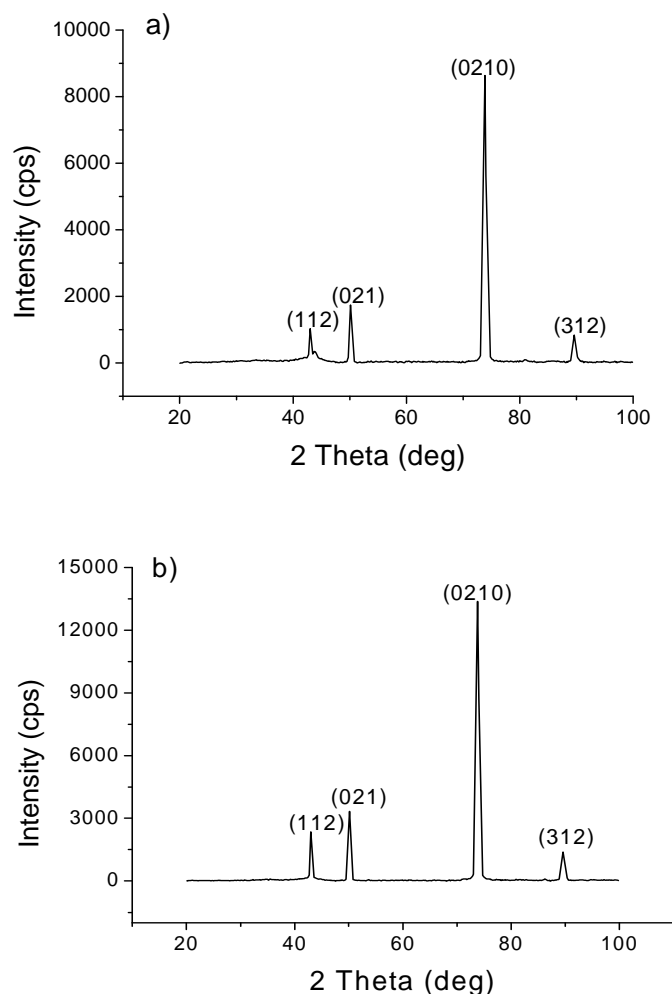 a)
10000
8000
6000
4000
2000
0
Intensity (cps)
(0210)
(021)
(112)
(312)
20 40 60 80 100
2 Theta (deg)
b)
15000
12000
9000
6000
3000
0
Intensity (cps)
(0210)
(021)
(112)
(312)
20 40 60 80 100
2 Theta (deg)